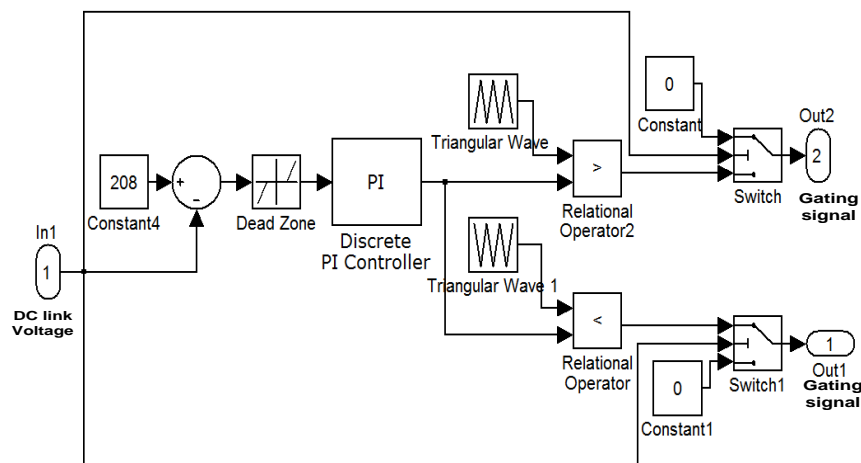 0
Constant
Out2
2
Switch
Gating
signal
Triangular Wave
>
Relational
Operator2
208
Constant4
+
-
Dead Zone
PI
Discrete
PI Controller
In1
1
DC link
Voltage
Triangular Wave 1
<
Relational
Operator
0
Constant1
Switch1
1
Out1
Gating
signal